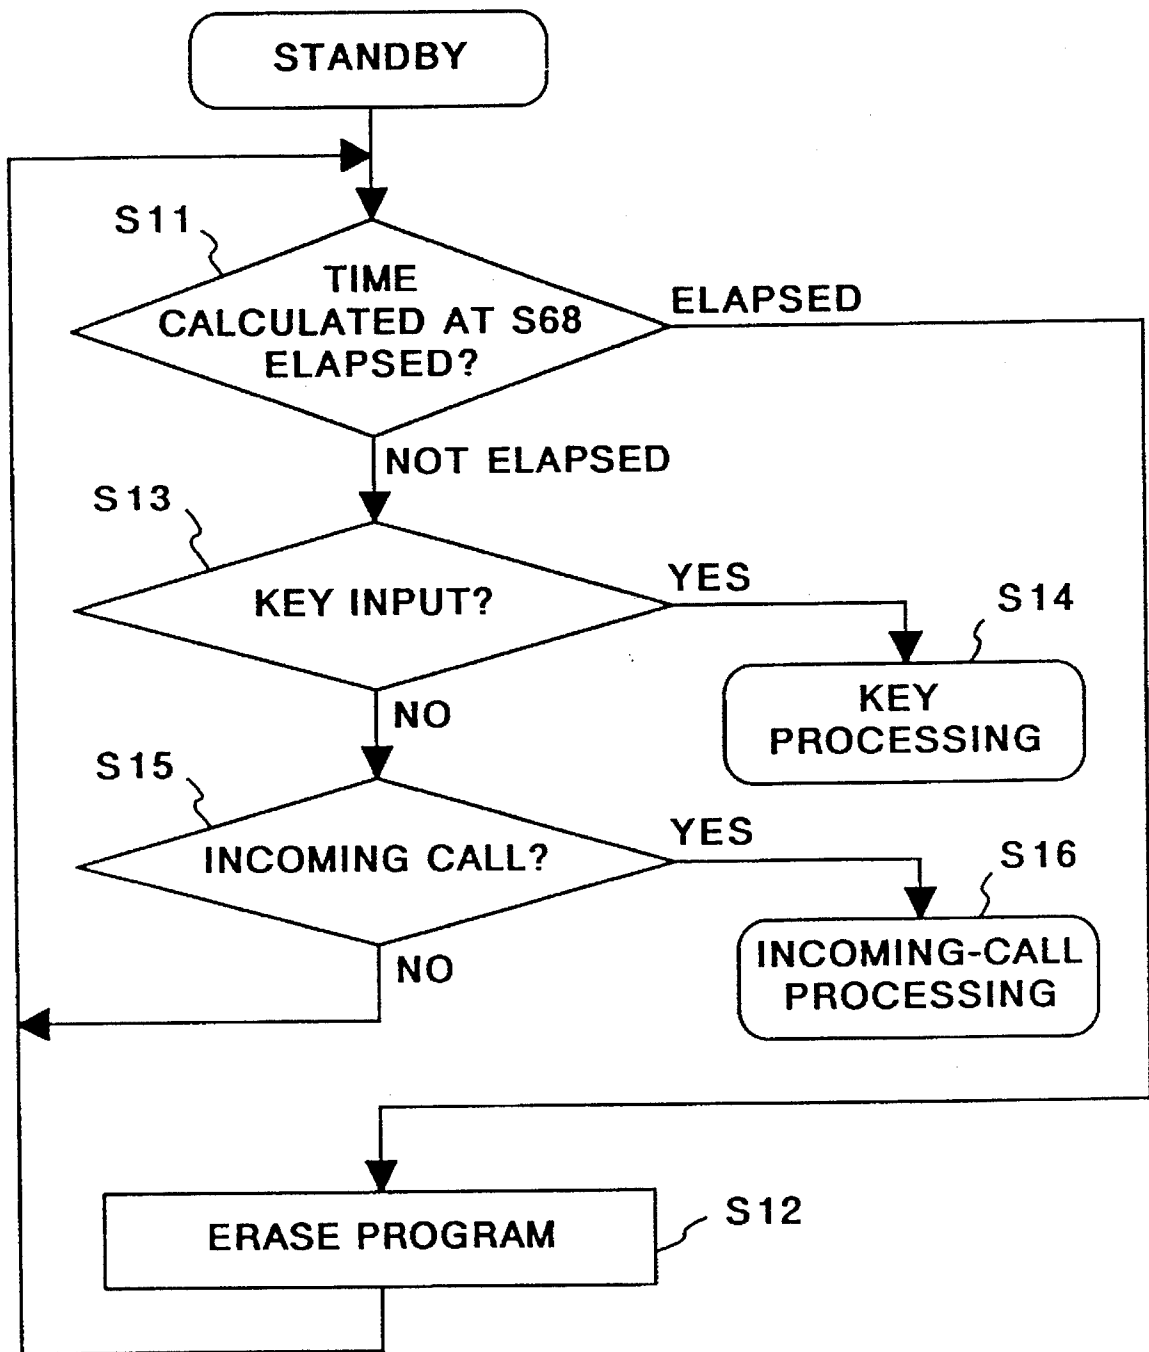 STANDBY
S11
TIME
CALCULATED AT S68
ELAPSED?
ELAPSED
NOT ELAPSED
S13
KEY INPUT?
YES
S14
KEY
PROCESSING
NO
S15
INCOMING CALL?
YES
S16
INCOMING-CALL
PROCESSING
NO
ERASE PROGRAM
S12